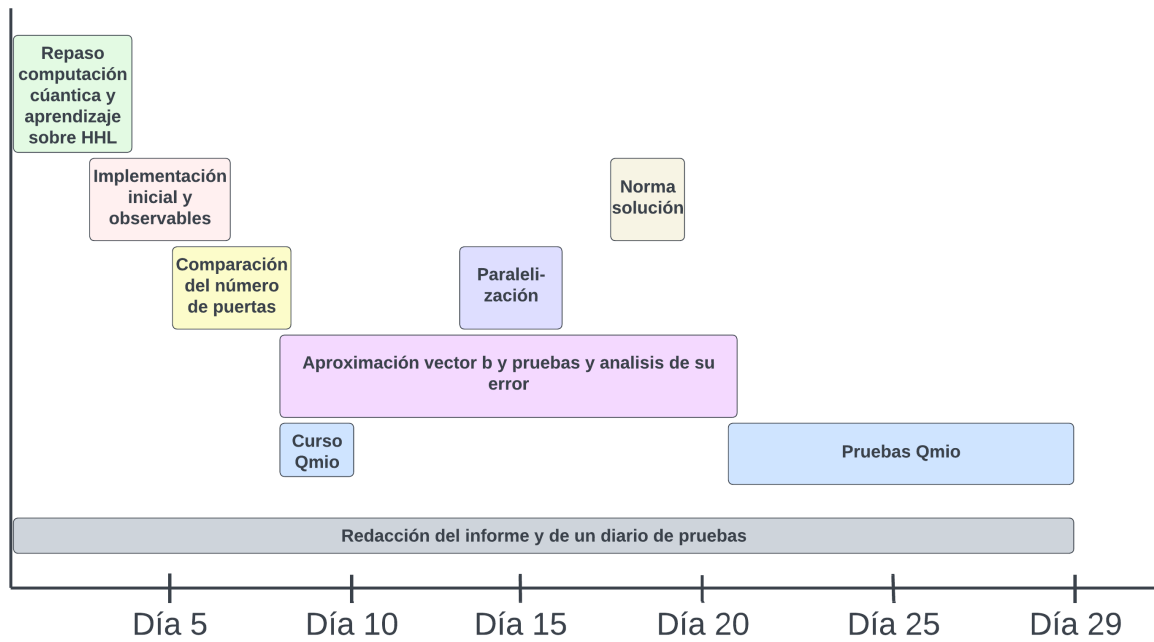 Repaso
computación
cúantica y
aprendizaje
sobre HHL
Implementación
inicial y
observables
Norma
solución
Comparación
del número
de puertas
Paraleli-
zación
Aproximación vector b y pruebas y analisis de su
error
Curso
Qmio
Pruebas Qmio
Redacción del informe y de un diario de pruebas
Día 5
Día 10
Día 15
Día 20
Día 25
Día 29